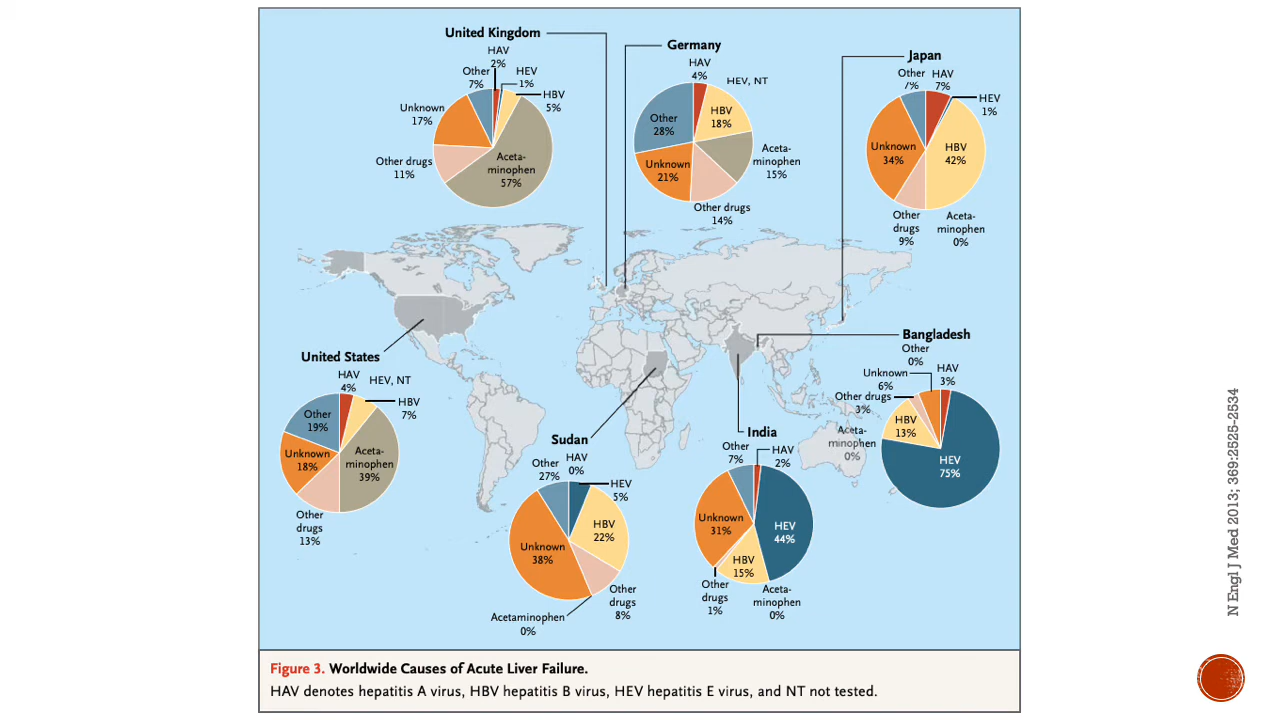 United Kingdom
HAV
2%
HEV
1%
HBV
5%
Aceta-
minophen
57%
Other drugs
11%
Unknown
17%
Other
7%
Germany
HAV
4%
HEV, NT
HBV
18%
Aceta-
minophen
15%
Other drugs
14%
Unknown
21%
Other
28%
Japan
HAV
7%
HEV
1%
HBV
42%
Aceta-
minophen
0%
Other
drugs
9%
Unknown
34%
Other
7%
United States
HAV
4%
HEV, NT
HBV
7%
Aceta-
minophen
39%
Other
drugs
13%
Unknown
18%
Other
19%
Sudan
HAV
0%
HEV
5%
HBV
22%
Other
drugs
8%
Acetaminophen
0%
Unknown
38%
Other
27%
India
HAV
2%
HEV
44%
Aceta-
minophen
0%
HBV
15%
Other
drugs
1%
Unknown
31%
Other
7%
Bangladesh
Other
0%
HAV
3%
HEV
75%
Aceta-
minophen
0%
HBV
13%
Other drugs
3%
Unknown
6%
Figure 3. Worldwide Causes of Acute Liver Failure.
HAV denotes hepatitis A virus, HBV hepatitis B virus, HEV hepatitis E virus, and NT not tested.
N Engl J Med 2013; 369:2525-2534